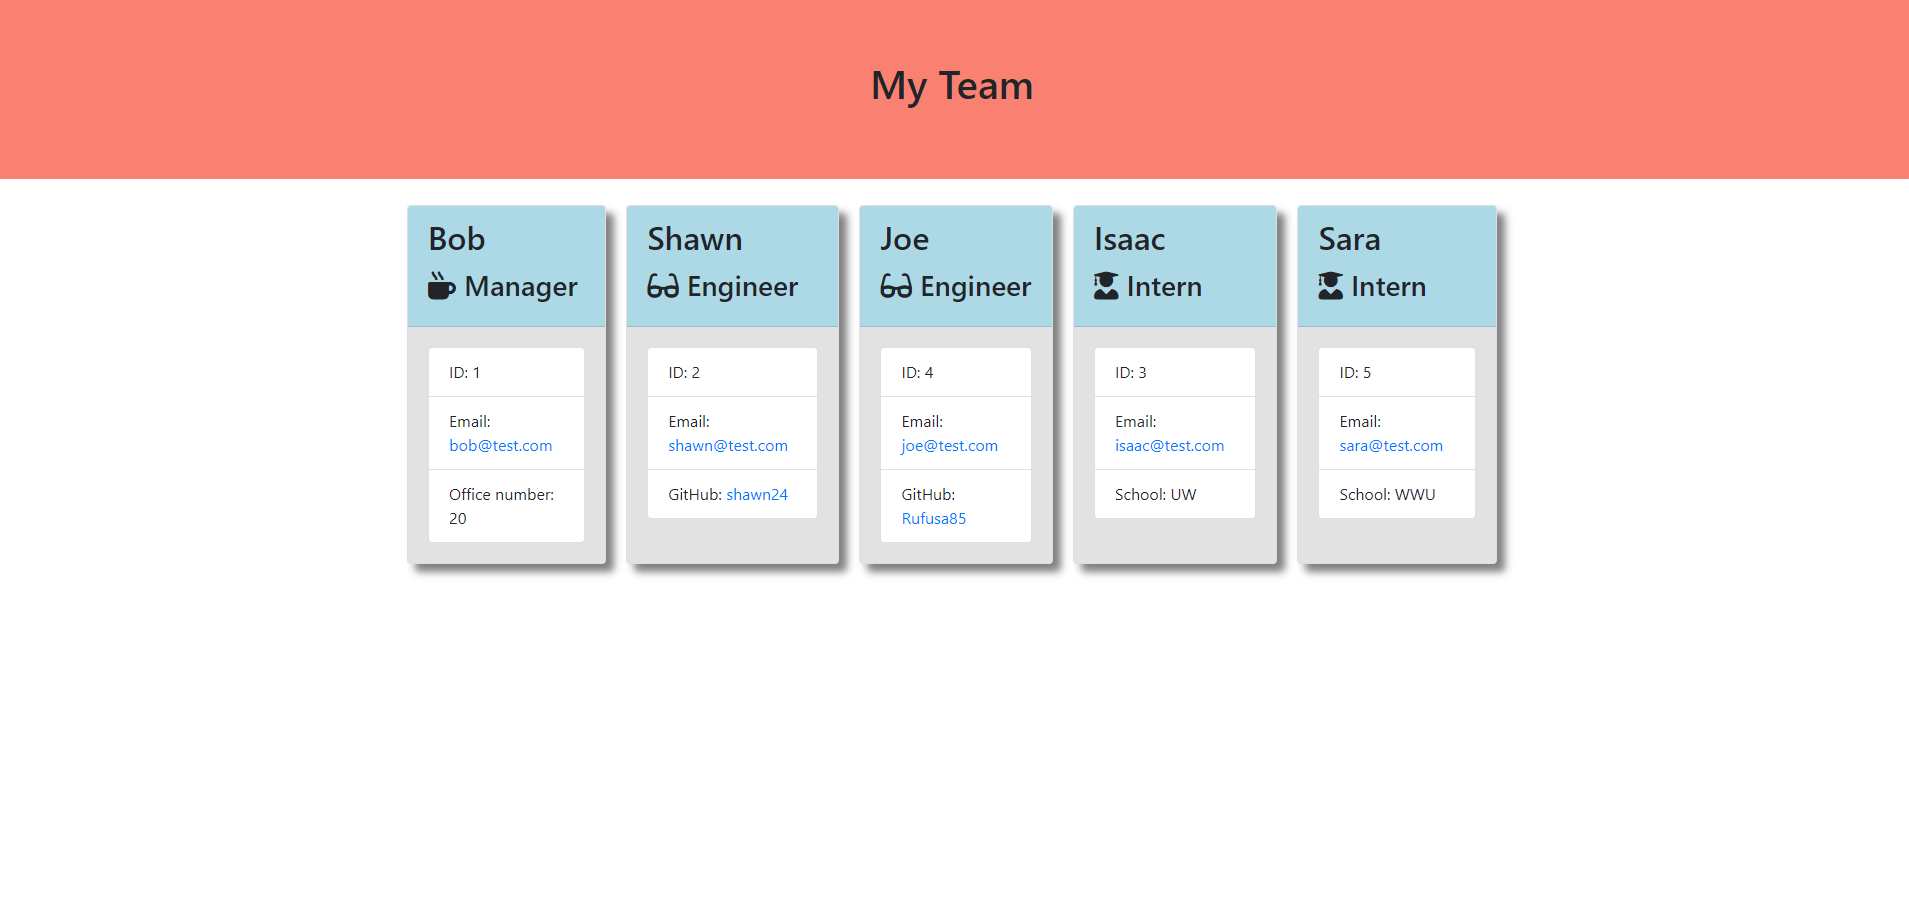 My Team
Bob
Manager
ID: 1
Email:
bob@test.com
Office number:
20
Shawn
Engineer
ID: 2
Email:
shawn@test.com
GitHub: shawn24
Joe
Engineer
ID: 4
Email:
joe@test.com
GitHub:
Rufusa85
Isaac
Intern
ID: 3
Email:
isaac@test.com
School: UW
Sara
Intern
ID: 5
Email:
sara@test.com
School: WWU